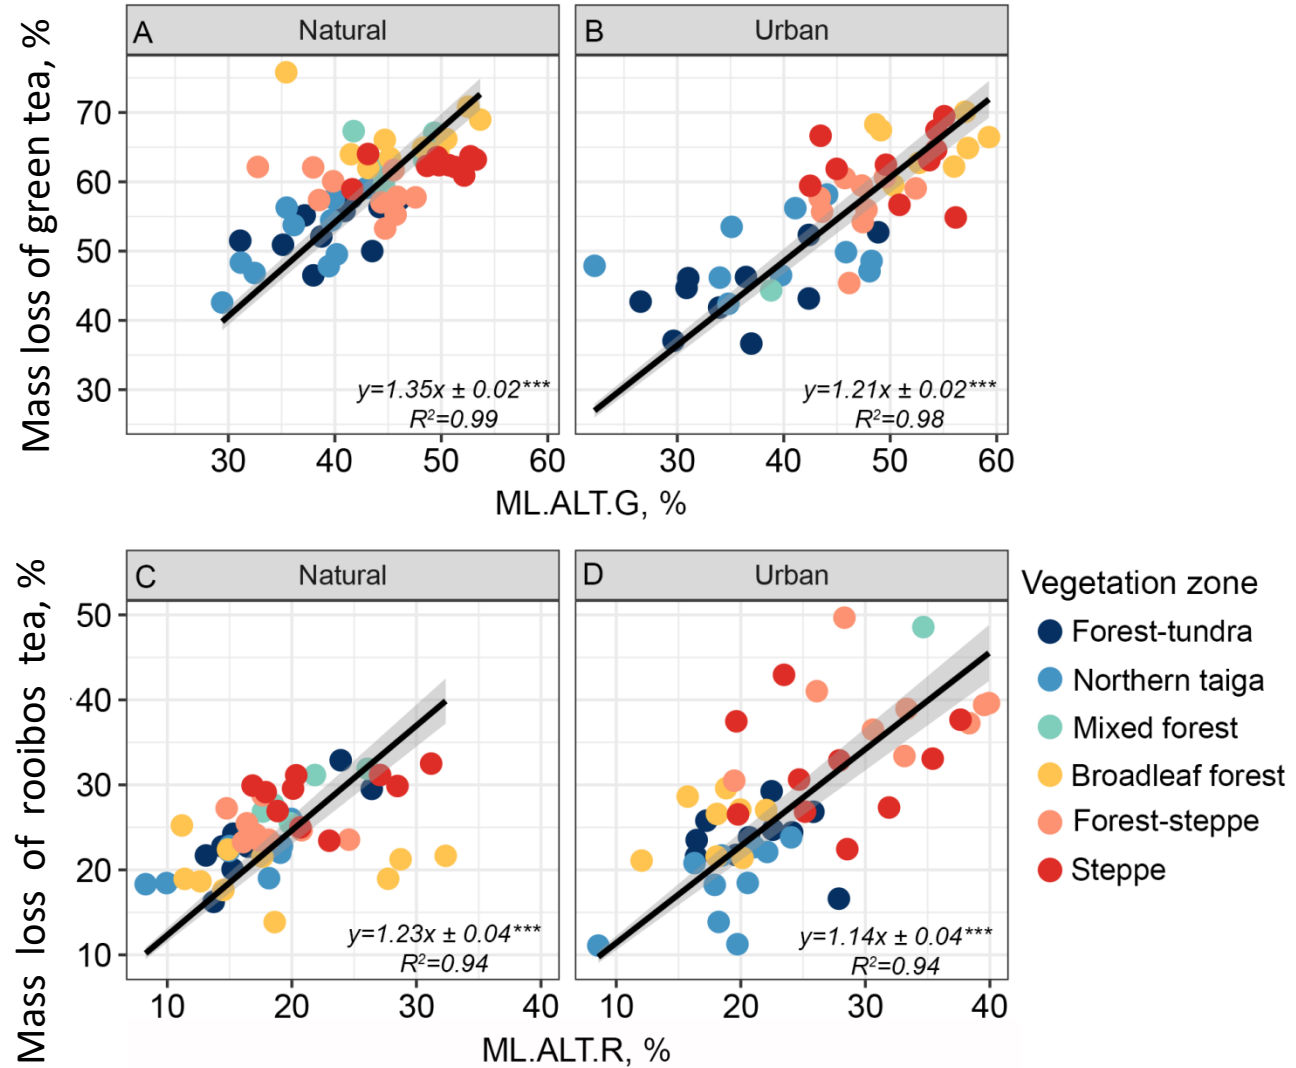 A Natural
B Urban
Mass loss of green tea, %
70
60
50
40
30
y=1.35x ± 0.02***
R²=0.99
y=1.21x ± 0.02***
R²=0.98
30 40 50 60
30 40 50 60
ML.ALT.G, %
C Natural
D Urban
Mass loss of rooibos tea, %
50
40
30
20
10
y=1.23x ± 0.04***
R²=0.94
y=1.14x ± 0.04***
R²=0.94
10 20 30 40
10 20 30 40
ML.ALT.R, %
Vegetation zone
Forest-tundra
Northern taiga
Mixed forest
Broadleaf forest
Forest-steppe
Steppe